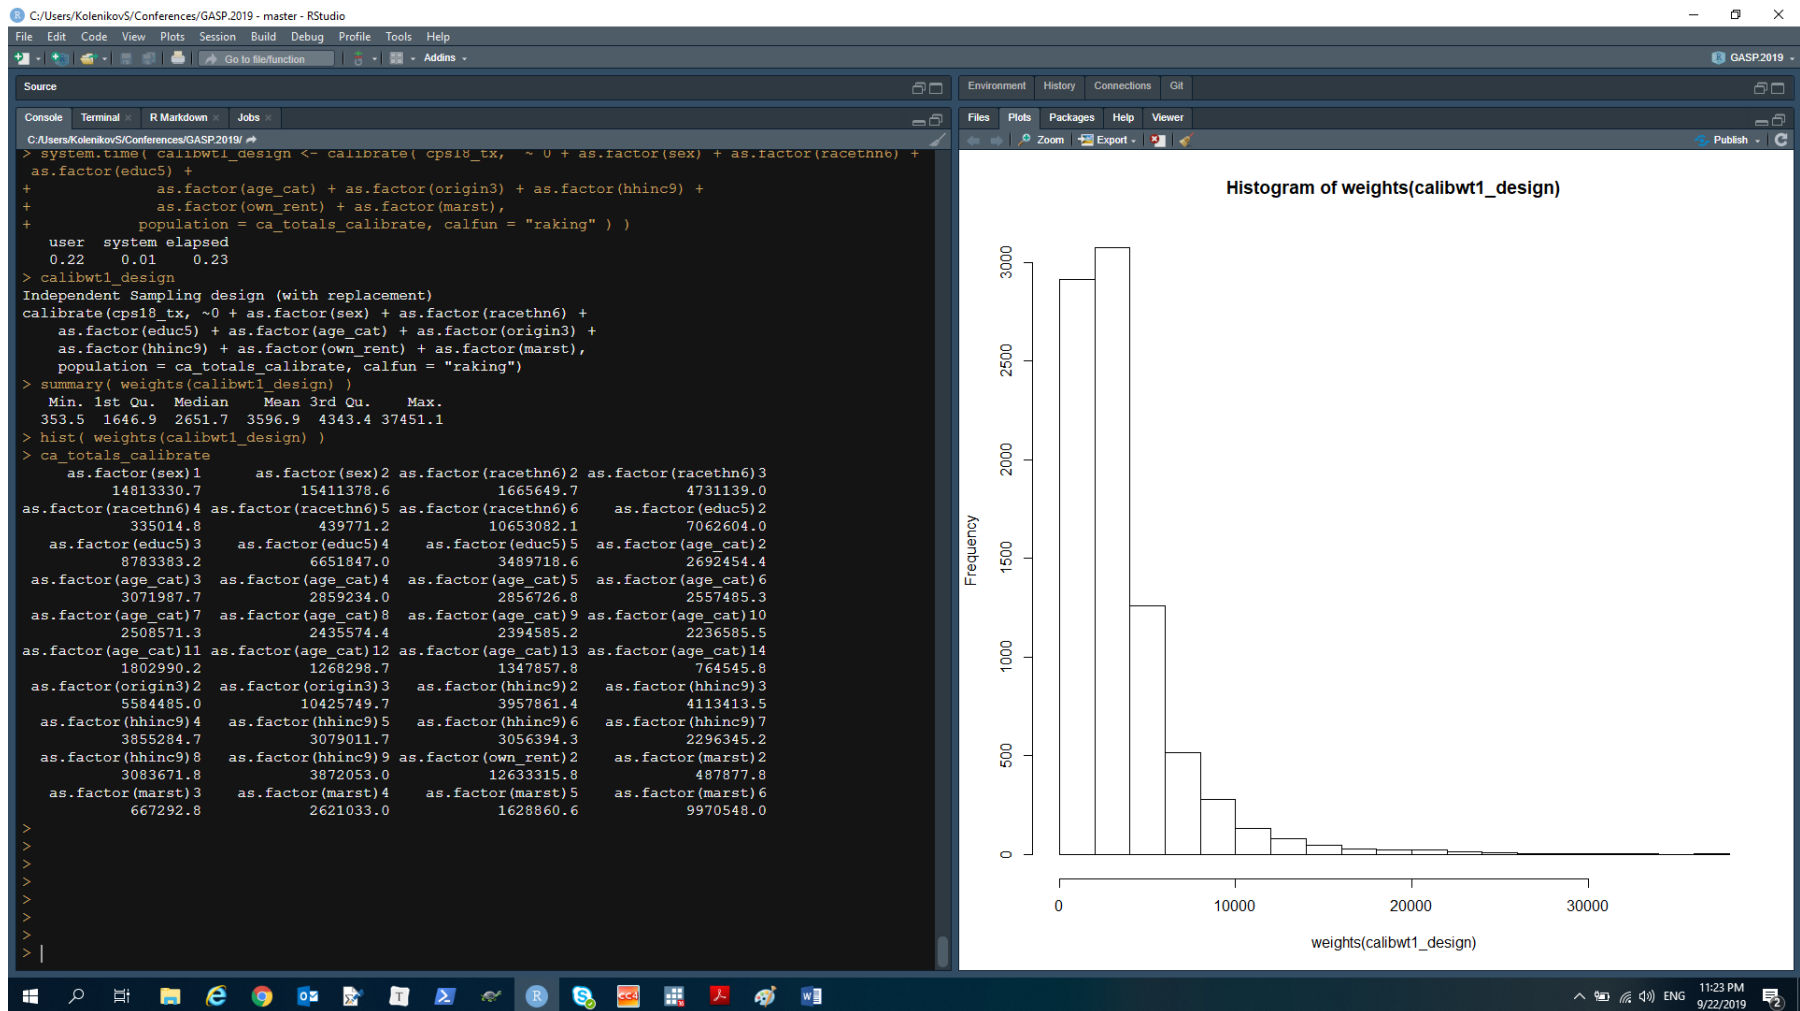 C:/Users/KolenikovS/Conferences/GASP.2019 - master - RStudio
File Edit Code View Plots Session Build Debug Profile Tools Help
Go to file/function Addins GASP.2019
Source
Console Terminal R Markdown Jobs
C:/Users/KolenikovS/Conferences/GASP.2019/
> system.time( calibwt1_design <- calibrate( cps18_tx, ~ 0 + as.factor(sex) + as.factor(racethn6) +
as.factor(educ5) +
+ as.factor(age_cat) + as.factor(origin3) + as.factor(hhinc9) +
+ as.factor(own_rent) + as.factor(marst),
+ population = ca_totals_calibrate, calfun = "raking" ) )
user system elapsed
0.22 0.01 0.23
> calibwt1_design
Independent Sampling design (with replacement)
calibrate(cps18_tx, ~0 + as.factor(sex) + as.factor(racethn6) +
as.factor(educ5) + as.factor(age_cat) + as.factor(origin3) +
as.factor(hhinc9) + as.factor(own_rent) + as.factor(marst),
population = ca_totals_calibrate, calfun = "raking")
> summary( weights(calibwt1_design) )
Min. 1st Qu. Median Mean 3rd Qu. Max.
353.5 1646.9 2651.7 3596.9 4343.4 37451.1
> hist( weights(calibwt1_design) )
> ca_totals_calibrate
as.factor(sex)1 as.factor(sex)2 as.factor(racethn6)2 as.factor(racethn6)3
14813330.7 15411378.6 1665649.7 4731139.0
as.factor(racethn6)4 as.factor(racethn6)5 as.factor(racethn6)6 as.factor(educ5)2
335014.8 439771.2 10653082.1 7062604.0
as.factor(educ5)3 as.factor(educ5)4 as.factor(educ5)5 as.factor(age_cat)2
8783383.2 6651847.0 3489718.6 2692454.4
as.factor(age_cat)3 as.factor(age_cat)4 as.factor(age_cat)5 as.factor(age_cat)6
3071987.7 2859234.0 2856726.8 2557485.3
as.factor(age_cat)7 as.factor(age_cat)8 as.factor(age_cat)9 as.factor(age_cat)10
2508571.3 2435574.4 2394585.2 2236585.5
as.factor(age_cat)11 as.factor(age_cat)12 as.factor(age_cat)13 as.factor(age_cat)14
1802990.2 1268298.7 1347857.8 764545.8
as.factor(origin3)2 as.factor(origin3)3 as.factor(hhinc9)2 as.factor(hhinc9)3
5584485.0 10425749.7 3957861.4 4113413.5
as.factor(hhinc9)4 as.factor(hhinc9)5 as.factor(hhinc9)6 as.factor(hhinc9)7
3855284.7 3079011.7 3056394.3 2296345.2
as.factor(hhinc9)8 as.factor(hhinc9)9 as.factor(own_rent)2 as.factor(marst)2
3083671.8 3872053.0 12633315.8 487877.8
as.factor(marst)3 as.factor(marst)4 as.factor(marst)5 as.factor(marst)6
667292.8 2621033.0 1628860.6 9970548.0
>
>
>
>
>
>
>
>
Environment History Connections Git
Files Plots Packages Help Viewer
Zoom Export Publish
Histogram of weights(calibwt1_design)
Frequency
3000
2500
2000
1500
1000
500
0
0 10000 20000 30000
weights(calibwt1_design)
ENG
11:23 PM
9/22/2019
2